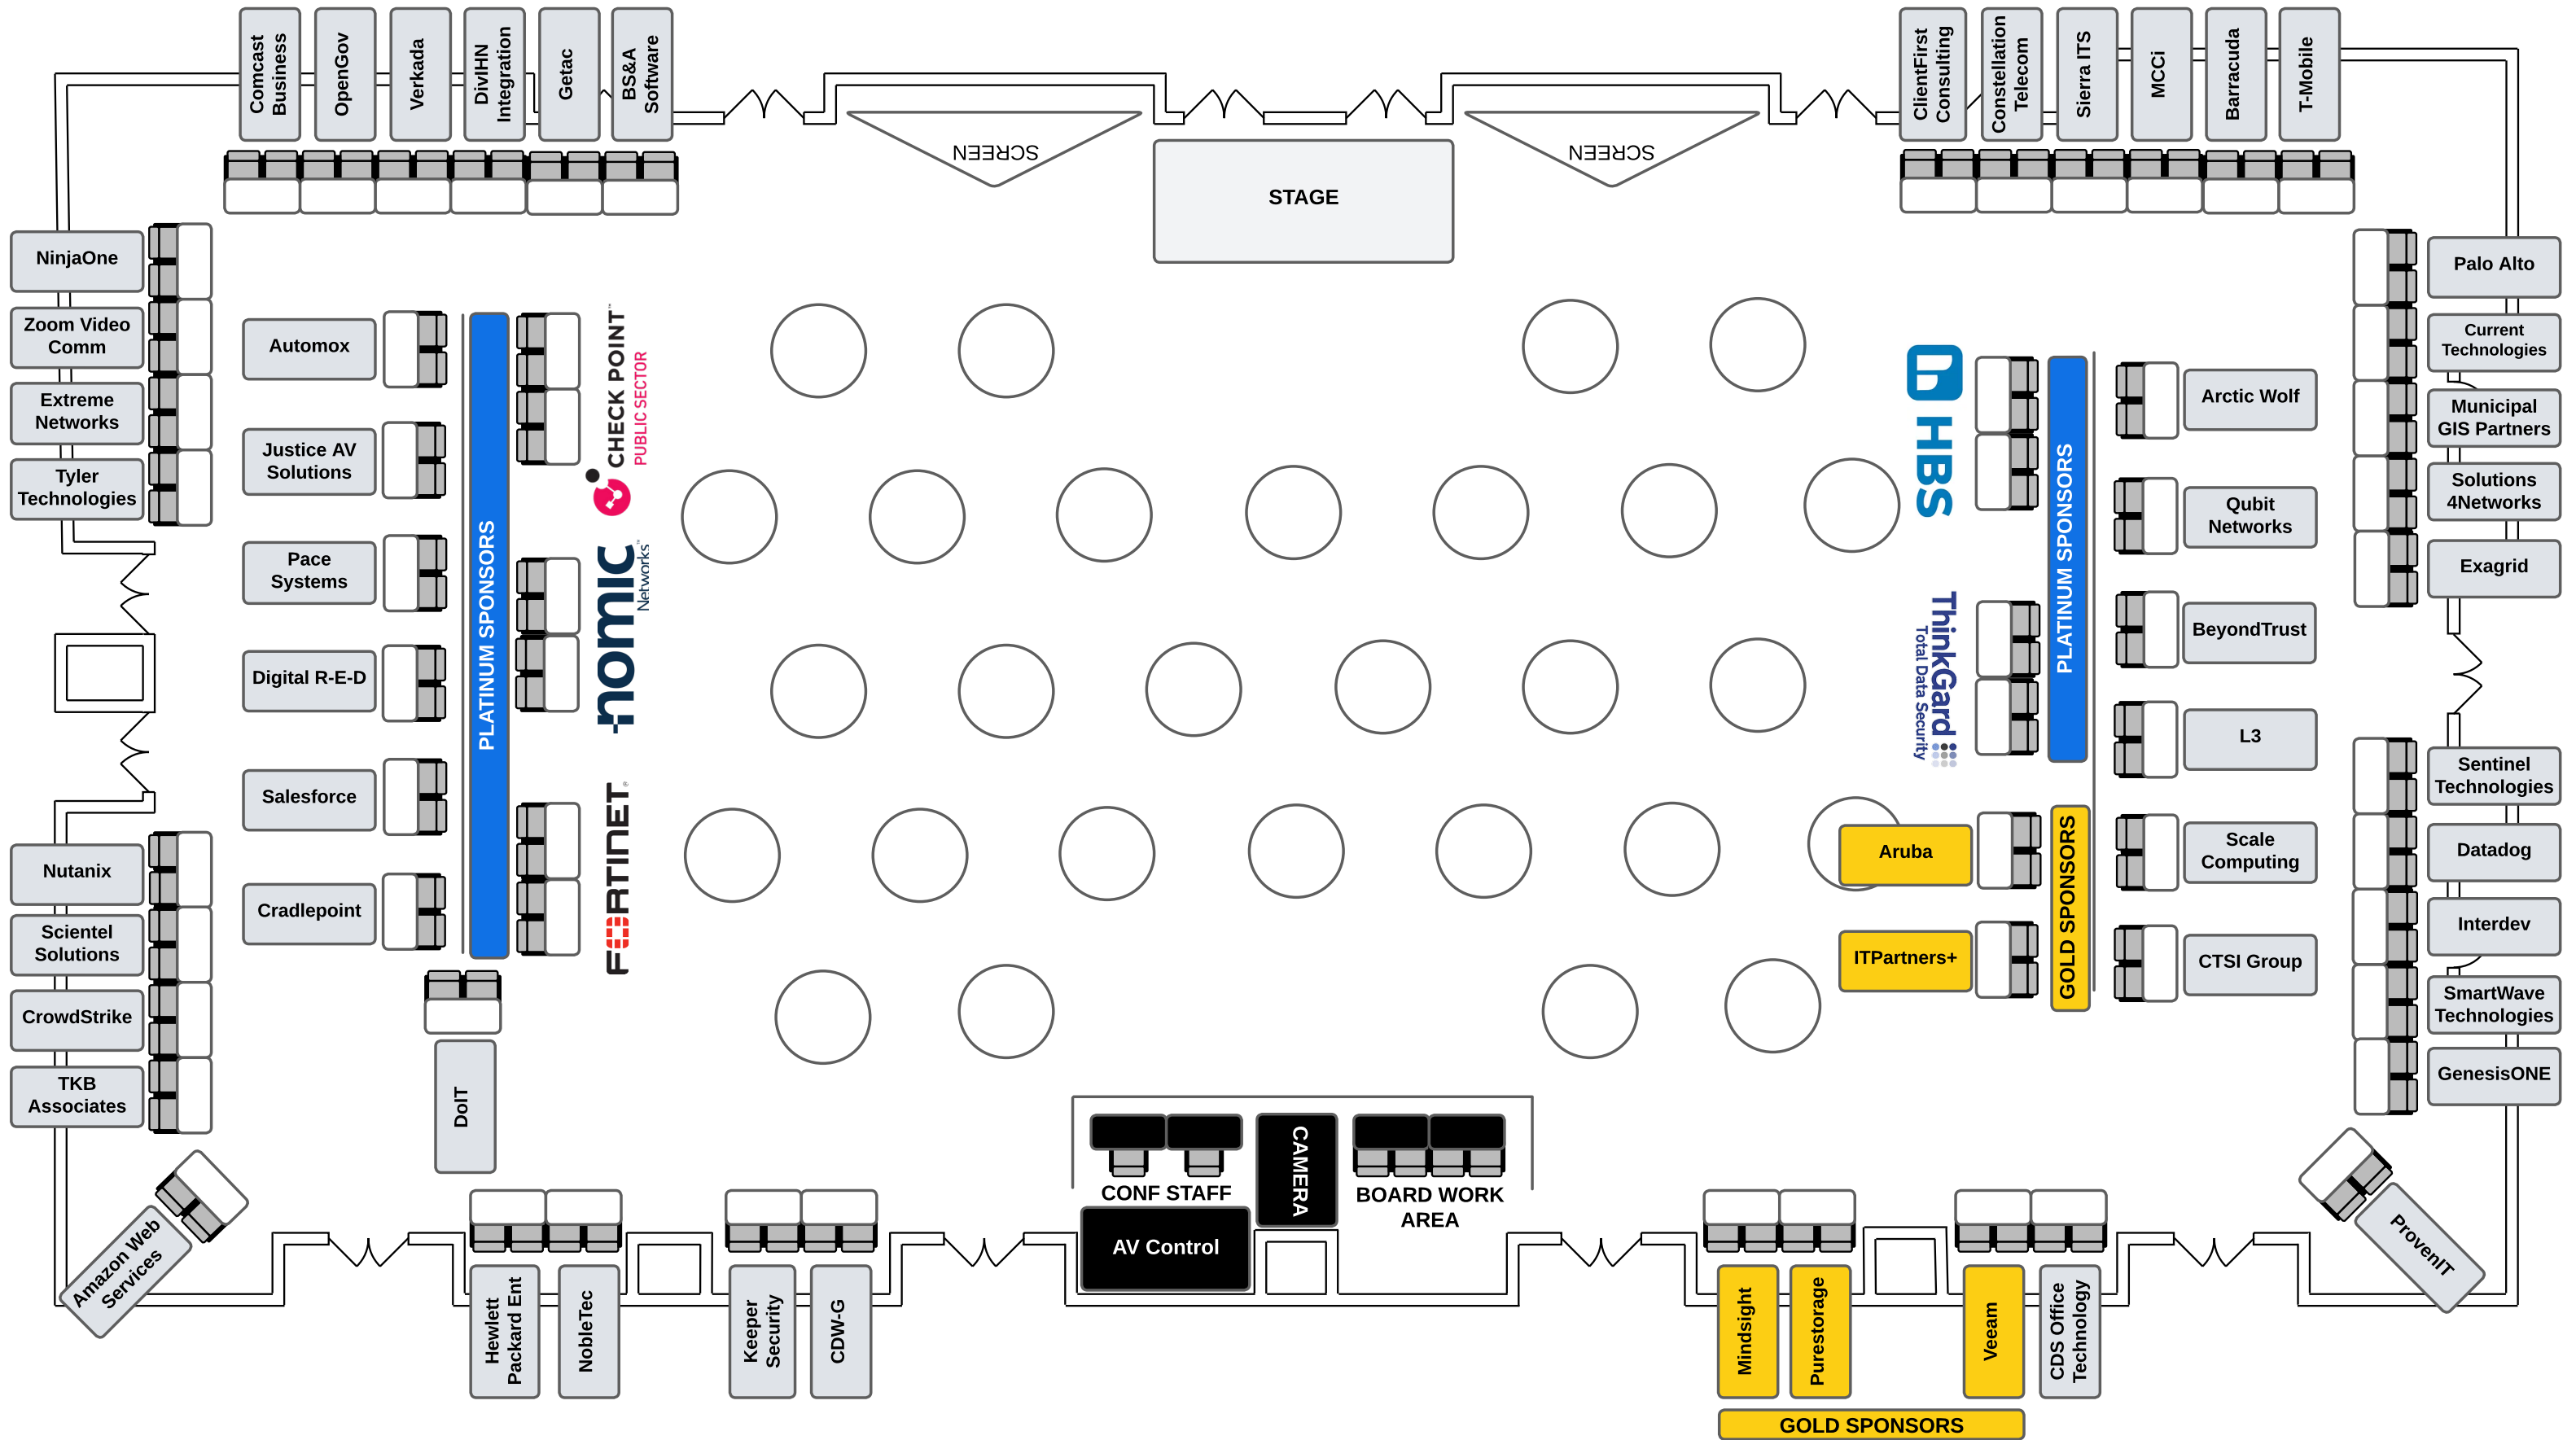 Comcast
Business
OpenGov
Verkada
DivIHN
Integration
Getac
BS&A
Software
ClientFirst
Consulting
Constellation
Telecom
Sierra ITS
MCCi
Barracuda
T-Mobile
SCREEN
STAGE
SCREEN
NinjaOne
Zoom Video
Comm
Extreme
Networks
Tyler
Technologies
Automox
Justice AV
Solutions
Pace
Systems
Digital R-E-D
Salesforce
Cradlepoint
PLATINUM SPONSORS
CHECK POINT™
PUBLIC SECTOR
nomic™
Networks
FORTINET®
HBS
ThinkGard
Total Data Security
PLATINUM SPONSORS
Aruba
ITPartners+
GOLD SPONSORS
Arctic Wolf
Qubit
Networks
BeyondTrust
L3
Scale
Computing
CTSI Group
Palo Alto
Current
Technologies
Municipal
GIS Partners
Solutions
4Networks
Exagrid
Sentinel
Technologies
Datadog
Interdev
SmartWave
Technologies
GenesisONE
Nutanix
Scientel
Solutions
CrowdStrike
TKB
Associates
DoIT
Amazon Web
Services
Hewlett
Packard Ent
NobleTec
Keeper
Security
CDW-G
CONF STAFF
AV Control
CAMERA
BOARD WORK
AREA
Mindsight
Purestorage
Veeam
CDS Office
Technology
GOLD SPONSORS
ProvenIT